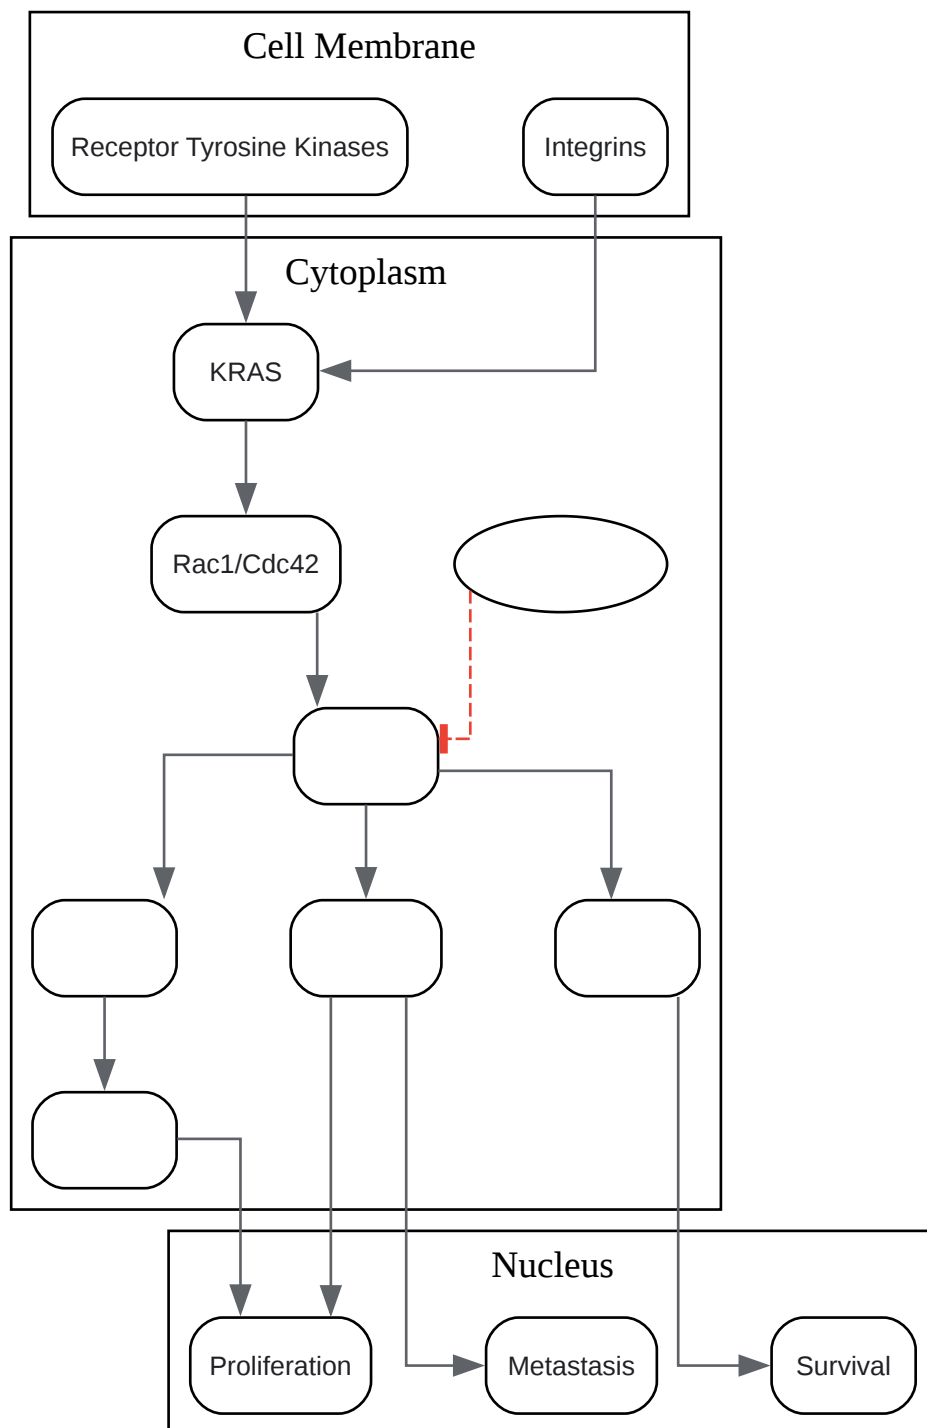 Cell Membrane
Receptor Tyrosine Kinases
Integrins
Cytoplasm
KRAS
Rac1/Cdc42
Nucleus
Proliferation
Metastasis
Survival